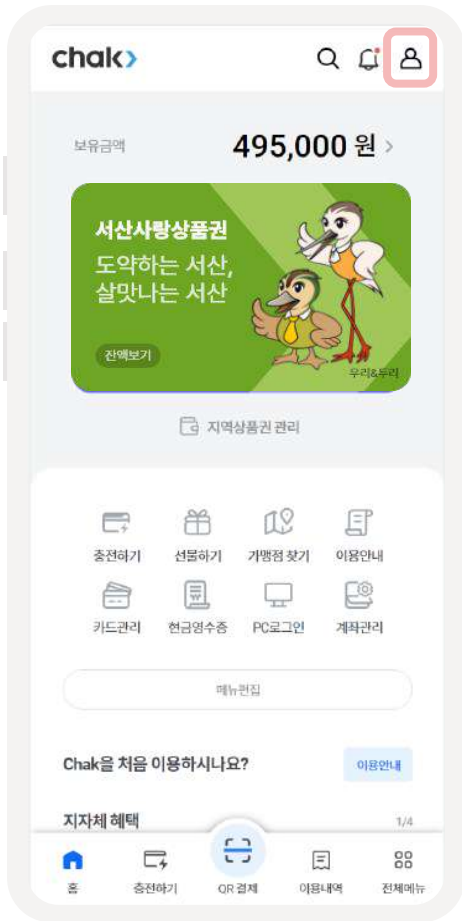 chak
보유금액
495,000 원
서산사랑상품권
도약하는 서산,
살맛나는 서산
잔액보기
우리&두리
지역상품권 관리
충전하기 선물하기 가맹점 찾기 이용안내
카드관리 현금영수증 PC로그인 계좌관리
메뉴편집
Chak을 처음 이용하시나요?
이용안내
지자체 혜택
1/4
홈 충전하기 QR 결제 이용내역 전체메뉴